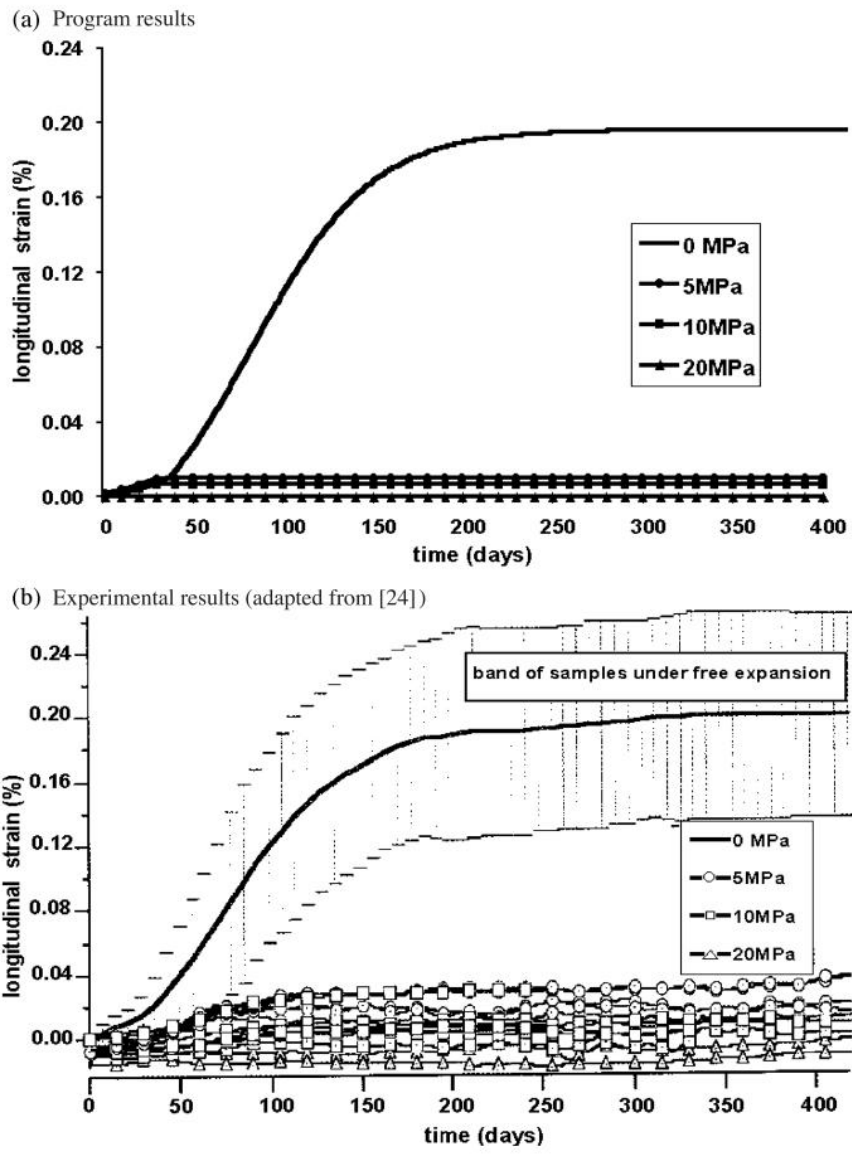 (a) Program results
0.24
0.20
0.16
0.12
0.08
0.04
0.00
longitudinal strain (%)
0 MPa
5MPa
10MPa
20MPa
0 50 100 150 200 250 300 350 400
time (days)
(b) Experimental results (adapted from [24])
0.24
0.20
0.16
0.12
0.08
0.04
0.00
longitudinal strain (%)
band of samples under free expansion
0 MPa
5MPa
10MPa
20MPa
0 50 100 150 200 250 300 350 400
time (days)